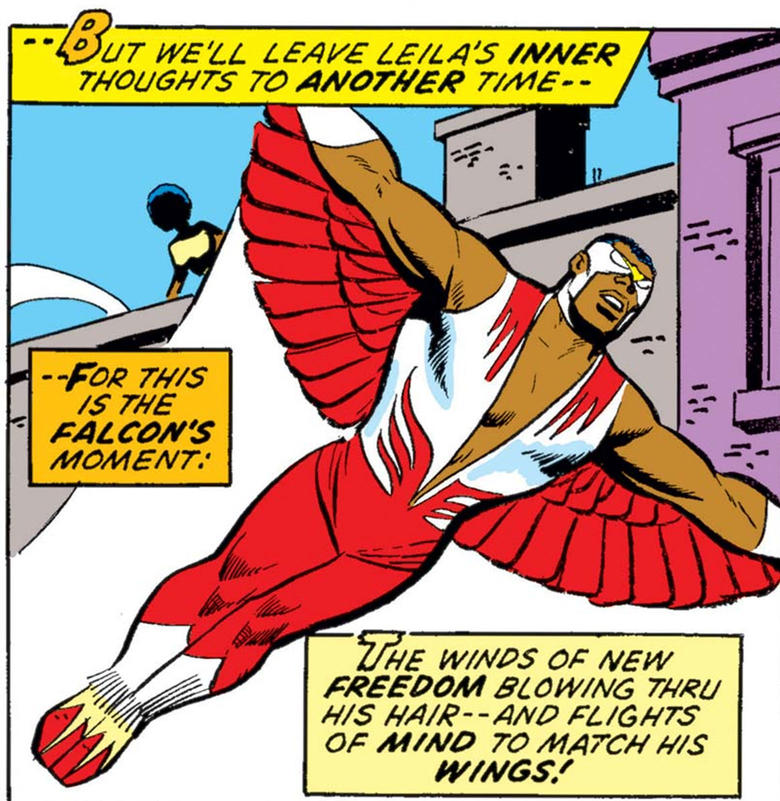 --BUT WE'LL LEAVE LEILA'S INNER
THOUGHTS TO ANOTHER TIME--
--FOR THIS
IS THE
FALCON'S
MOMENT:
THE WINDS OF NEW
FREEDOM BLOWING THRU
HIS HAIR--AND FLIGHTS
OF MIND TO MATCH HIS
WINGS!